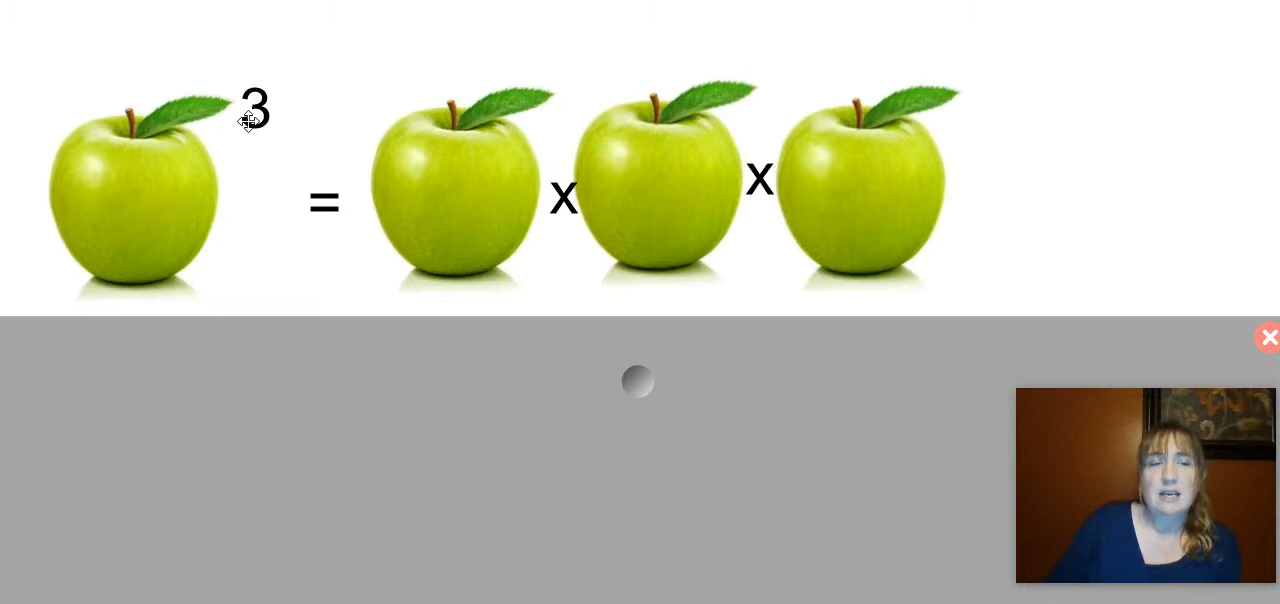 3
= x x